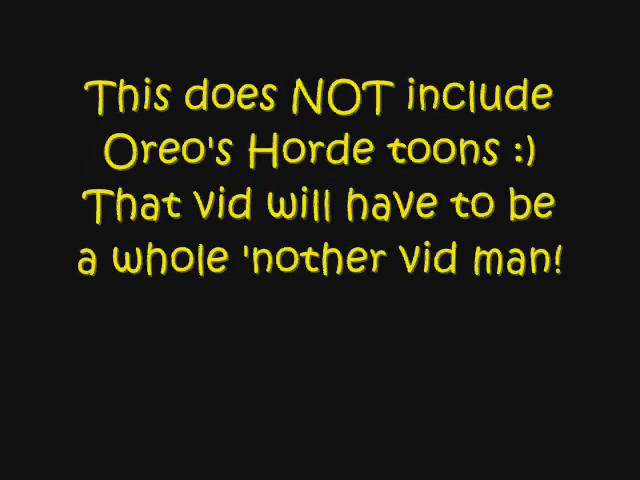 This does NOT include
Oreo's Horde toons :)
That vid will have to be
a whole 'nother vid man!